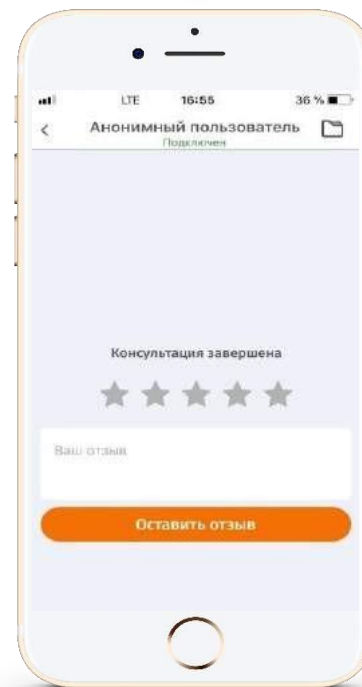 LTE 16:55 36 %
Анонимный пользователь
Подключен
Консультация завершена
Ваш отзыв
Оставить отзыв